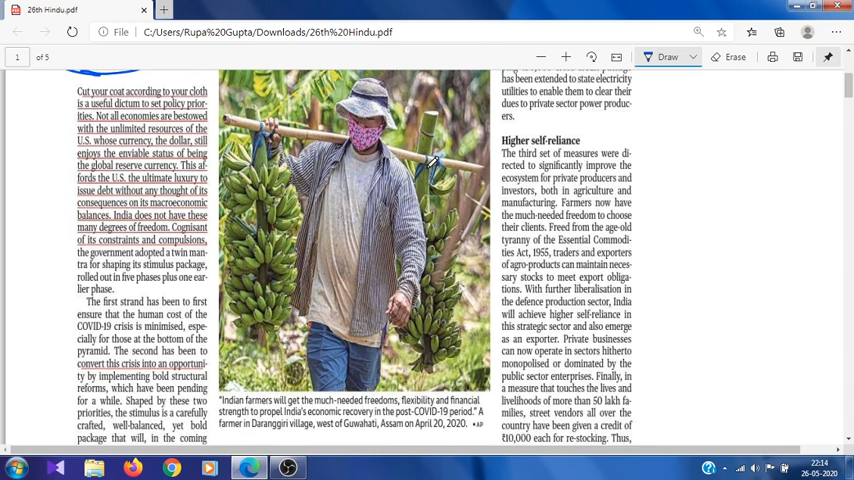 26th Hindu.pdf
File
C:/Users/Rupa%20Gupta/Downloads/26th%20Hindu.pdf
1
of 5
Draw
Erase
Cut your coat according to your cloth
is a useful dictum to set policy prior-
ities. Not all economies are bestowed
with the unlimited resources of the
U.S. whose currency, the dollar, still
enjoys the enviable status of being
the global reserve currency. This af-
fords the U.S. the ultimate luxury to
issue debt without any thought of its
consequences on its macroeconomic
balances. India does not have these
many degrees of freedom. Cognisant
of its constraints and compulsions,
the government adopted a twin man-
tra for shaping its stimulus package,
rolled out in five phases plus one ear-
lier phase.
The first strand has been to first
ensure that the human cost of the
COVID-19 crisis is minimised, espe-
cially for those at the bottom of the
pyramid. The second has been to
convert this crisis into an opportuni-
ty by implementing bold structural
reforms, which have been pending
for a while. Shaped by these two
priorities, the stimulus is a carefully
crafted, well-balanced, yet bold
package that will, in the coming
"Indian farmers will get the much-needed freedoms, flexibility and financial
strength to propel India's economic recovery in the post-COVID-19 period." A
farmer in Daranggiri village, west of Guwahati, Assam on April 20, 2020. •AP
has been extended to state electricity
utilities to enable them to clear their
dues to private sector power produc-
ers.
Higher self-reliance
The third set of measures were di-
rected to significantly improve the
ecosystem for private producers and
investors, both in agriculture and
manufacturing. Farmers now have
the much-needed freedom to choose
their clients. Freed from the age-old
tyranny of the Essential Commodi-
ties Act, 1955, traders and exporters
of agro-products can maintain neces-
sary stocks to meet export obliga-
tions. With further liberalisation in
the defence production sector, India
will achieve higher self-reliance in
this strategic sector and also emerge
as an exporter. Private businesses
can now operate in sectors hitherto
monopolised or dominated by the
public sector enterprises. Finally, in
a measure that touches the lives and
livelihoods of more than 50 lakh fa-
milies, street vendors all over the
country have been given a credit of
₹10,000 each for re-stocking. Thus,
22:14
26-05-2020